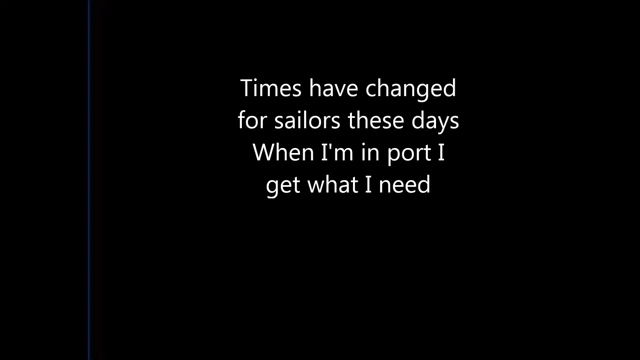 Times have changed
for sailors these days
When I'm in port I
get what I need